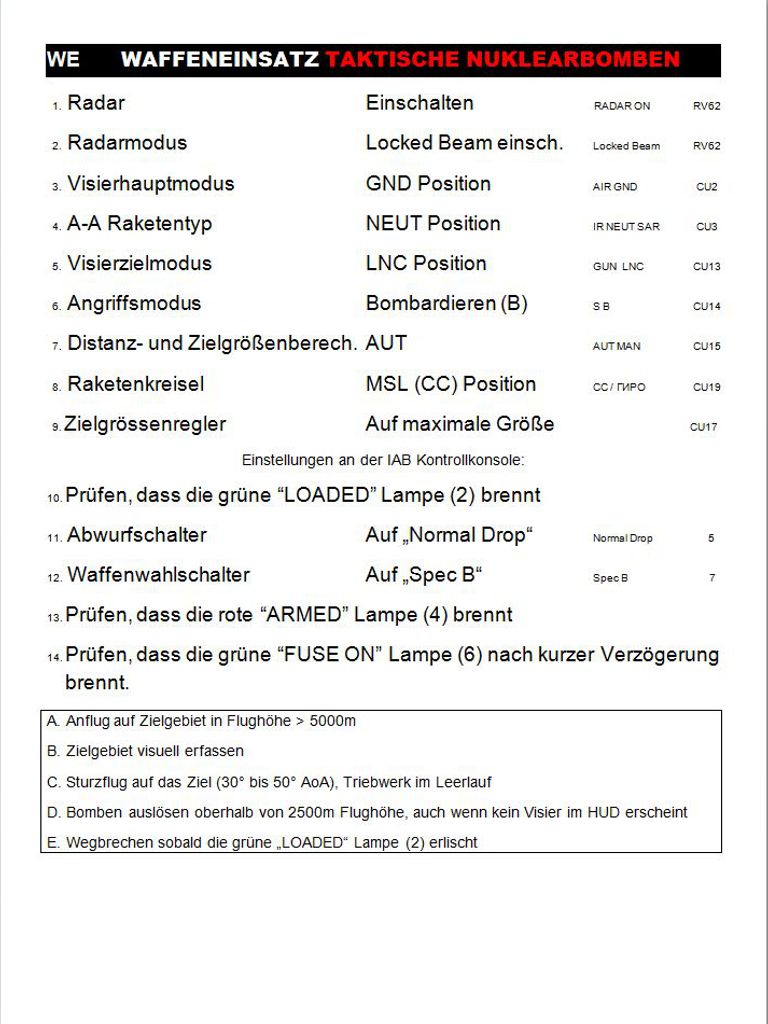 WE WAFFENEINSATZ TAKTISCHE NUKLEARBOMBEN
1. Radar Einschalten RADAR ON RV62
2. Radarmodus Locked Beam einsch. Locked Beam RV62
3. Visierhauptmodus GND Position AIR GND CU2
4. A-A Raketentyp NEUT Position IR NEUT SAR CU3
5. Visierzielmodus LNC Position GUN LNC CU13
6. Angriffsmodus Bombardieren (B) S B CU14
7. Distanz- und Zielgrößenberech. AUT AUT MAN CU15
8. Raketenkreisel MSL (CC) Position CC / ГИРО CU19
9. Zielgrössenregler Auf maximale Größe CU17
Einstellungen an der IAB Kontrollkonsole:
10. Prüfen, dass die grüne “LOADED” Lampe (2) brennt
11. Abwurfschalter Auf „Normal Drop“ Normal Drop 5
12. Waffenwahlschalter Auf „Spec B“ Spec B 7
13. Prüfen, dass die rote “ARMED” Lampe (4) brennt
14. Prüfen, dass die grüne “FUSE ON” Lampe (6) nach kurzer Verzögerung
brennt.
A. Anflug auf Zielgebiet in Flughöhe > 5000m
B. Zielgebiet visuell erfassen
C. Sturzflug auf das Ziel (30° bis 50° AoA), Triebwerk im Leerlauf
D. Bomben auslösen oberhalb von 2500m Flughöhe, auch wenn kein Visier im HUD erscheint
E. Wegbrechen sobald die grüne „LOADED“ Lampe (2) erlischt